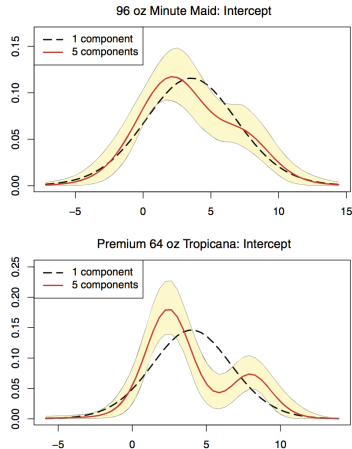 96 oz Minute Maid: Intercept
1 component
5 components
0.15
0.10
0.05
0.00
−5 0 5 10 15
Premium 64 oz Tropicana: Intercept
1 component
5 components
0.25
0.20
0.15
0.10
0.05
0.00
−5 0 5 10